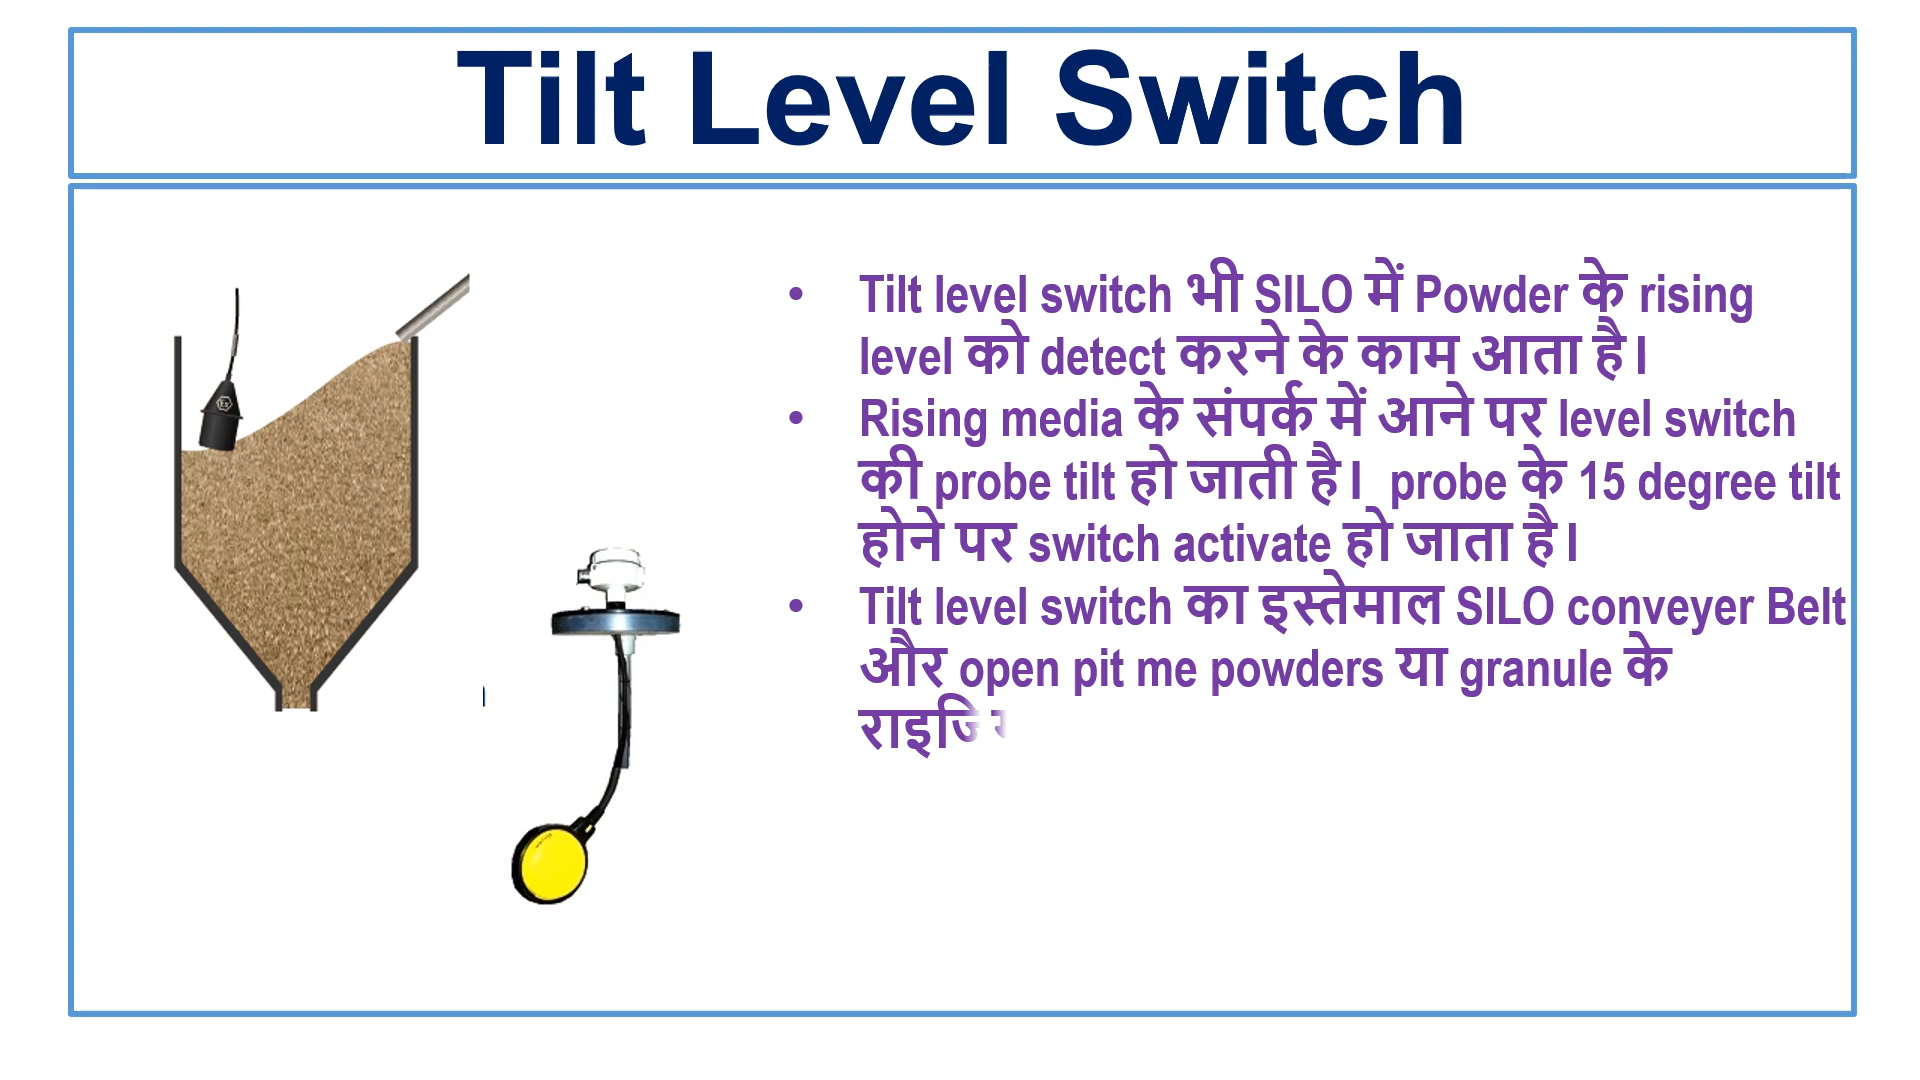 Tilt Level Switch
• Tilt level switch भी SILO में Powder के rising
level को detect करने के काम आता है।
• Rising media के संपर्क में आने पर level switch
की probe tilt हो जाती है। probe के 15 degree tilt
होने पर switch activate हो जाता है।
• Tilt level switch का इस्तेमाल SILO conveyer Belt
और open pit me powders या granule के